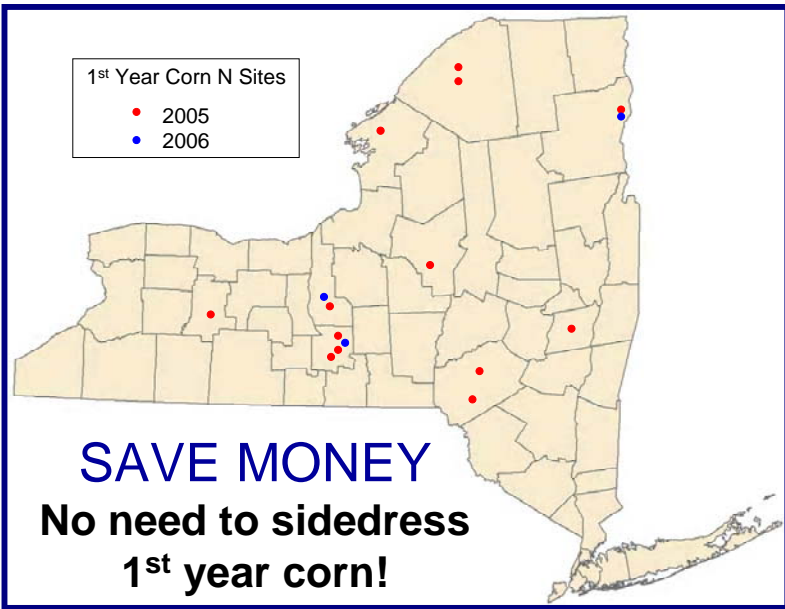 1st Year Corn N Sites
2005
2006
SAVE MONEY
No need to sidedress
1st year corn!